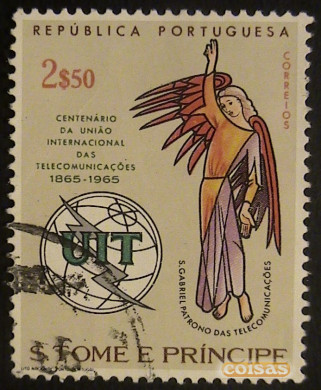 REPÚBLICA PORTUGUESA
2$50
CORREIOS
CENTENÁRIO
DA UNIÃO
INTERNACIONAL
DAS
TELECOMUNICAÇÕES
1865-1965
UIT
S. GABRIEL PATRONO DAS TELECOMUNICAÇÕES
S. TOMÉ E PRÍNCIPE
coisas